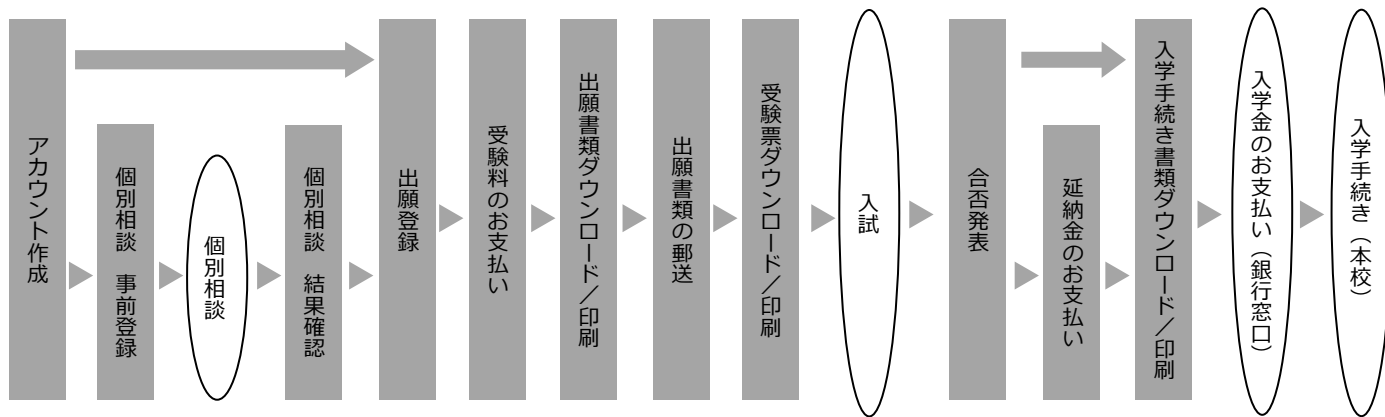 アカウント作成
個別相談　事前登録
個別相談
個別相談　結果確認
出願登録
受験料のお支払い
出願書類ダウンロード／印刷
出願書類の郵送
受験票ダウンロード／印刷
入試
合否発表
延納金のお支払い
入学手続き書類ダウンロード／印刷
入学金のお支払い（銀行窓口）
入学手続き（本校）